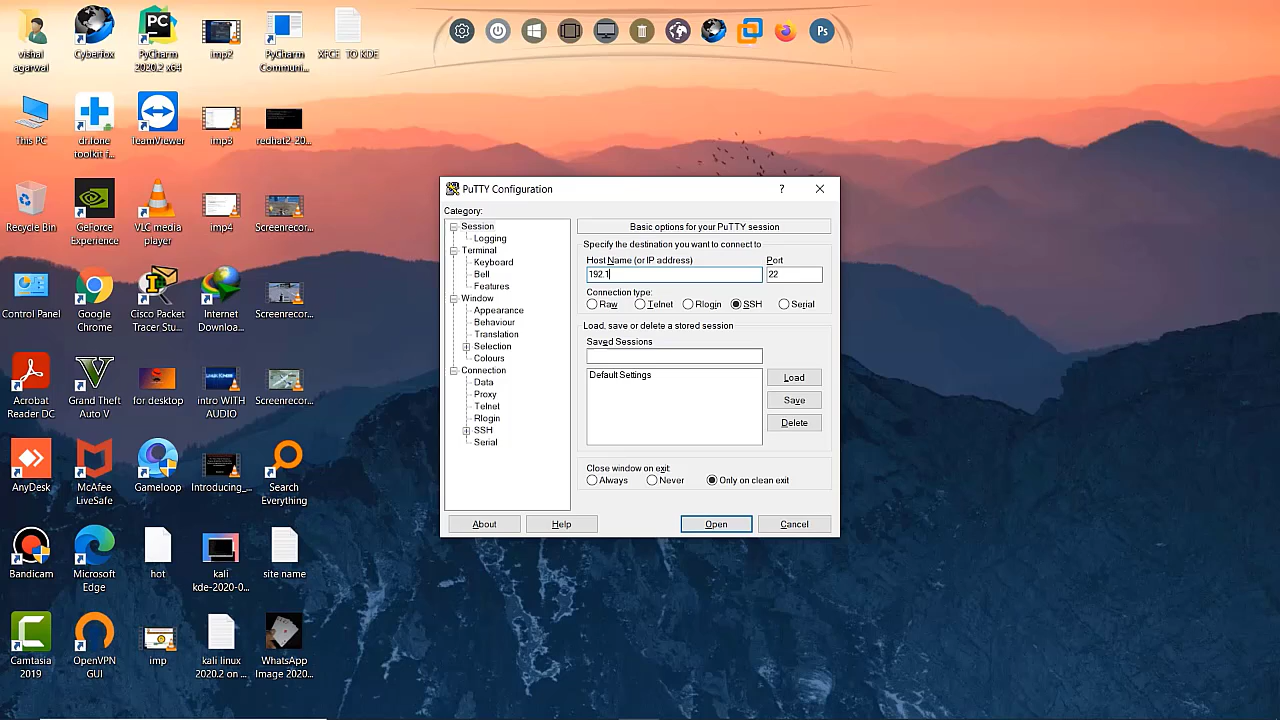 vishal
agarwal
Cyberfox
PyCharm
2020.2 x64
imp2
PyCharm
Communi...
XFCE TO KDE
Ps
This PC
drfone
toolkit f...
TeamViewer
imp3
redhat2_20...
Recycle Bin
GeForce
Experience
VLC media
player
imp4
Screenrecor...
Control Panel
Google
Chrome
Cisco Packet
Tracer Stu...
Internet
Downloa...
Screenrecor...
Acrobat
Reader DC
Grand Theft
Auto V
for desktop
intro WITH
AUDIO
Screenrecor...
AnyDesk
McAfee
LiveSafe
Gameloop
Introducing_...
Search
Everything
Bandicam
Microsoft
Edge
hot
kali
kde-2020-0...
site name
Camtasia
2019
OpenVPN
GUI
imp
kali linux
2020.2 on ...
WhatsApp
Image 2020...
PuTTY Configuration
?
Category:
Session
Logging
Terminal
Keyboard
Bell
Features
Window
Appearance
Behaviour
Translation
Selection
Colours
Connection
Data
Proxy
Telnet
Rlogin
SSH
Serial
Basic options for your PuTTY session
Specify the destination you want to connect to
Host Name (or IP address) Port
192.1 22
Connection type:
Raw Telnet Rlogin SSH Serial
Load, save or delete a stored session
Saved Sessions
Default Settings
Load
Save
Delete
Close window on exit:
Always Never Only on clean exit
About Help Open Cancel